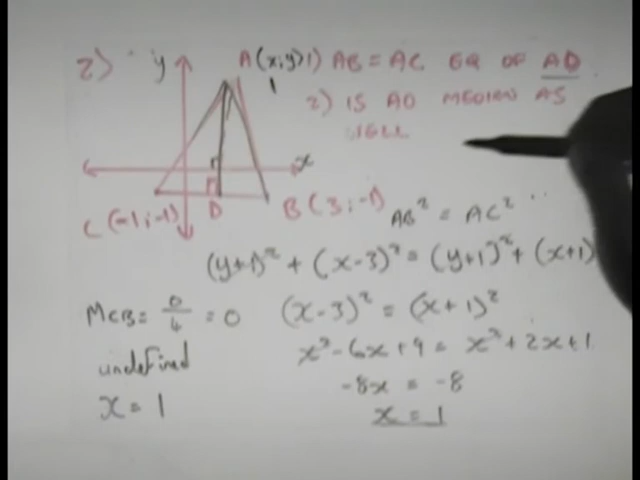 2) y A(x;y) 1) AB = AC EQ OF AD
1 2) IS AD MEDIAN AS
WELL
x
C(-1;-1) D B(3;-1) AB² = AC²
(y+1)² + (x-3)² = (y+1)² + (x+1)
MCB = 0/4 = 0 (x-3)² = (x+1)²
undefined x²-6x+9 = x²+2x+1
-8x = -8
x = 1 x = 1